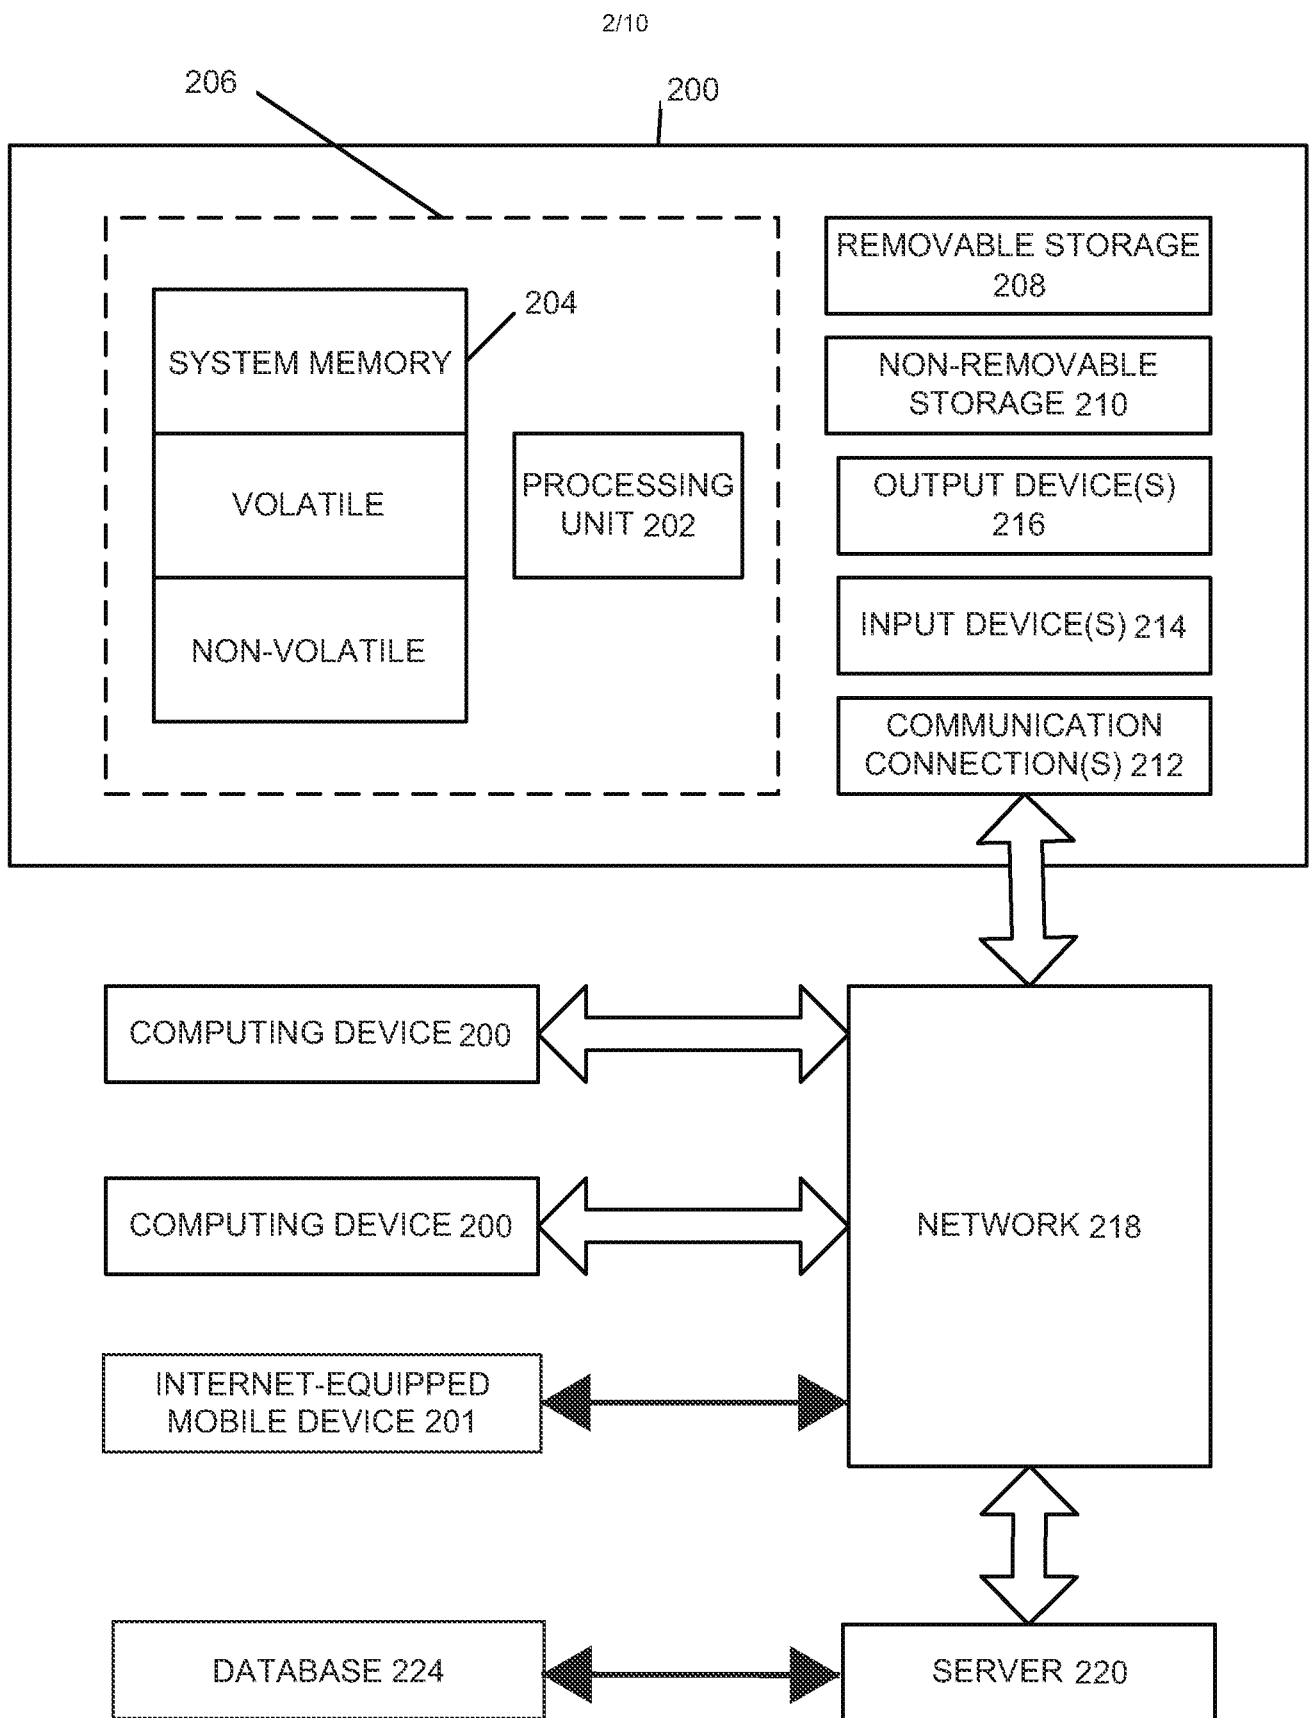 2/10
206
200
204
SYSTEM MEMORY
VOLATILE
NON-VOLATILE
PROCESSING
UNIT 202
REMOVABLE STORAGE
208
NON-REMOVABLE
STORAGE 210
OUTPUT DEVICE(S)
216
INPUT DEVICE(S) 214
COMMUNICATION
CONNECTION(S) 212
COMPUTING DEVICE 200
COMPUTING DEVICE 200
NETWORK 218
INTERNET-EQUIPPED
MOBILE DEVICE 201
DATABASE 224
SERVER 220